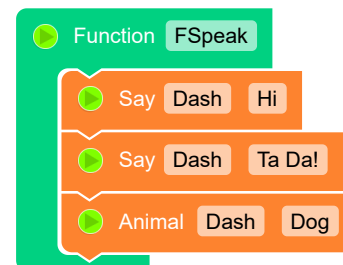 Function FSpeak
Say Dash Hi
Say Dash Ta Da!
Animal Dash Dog